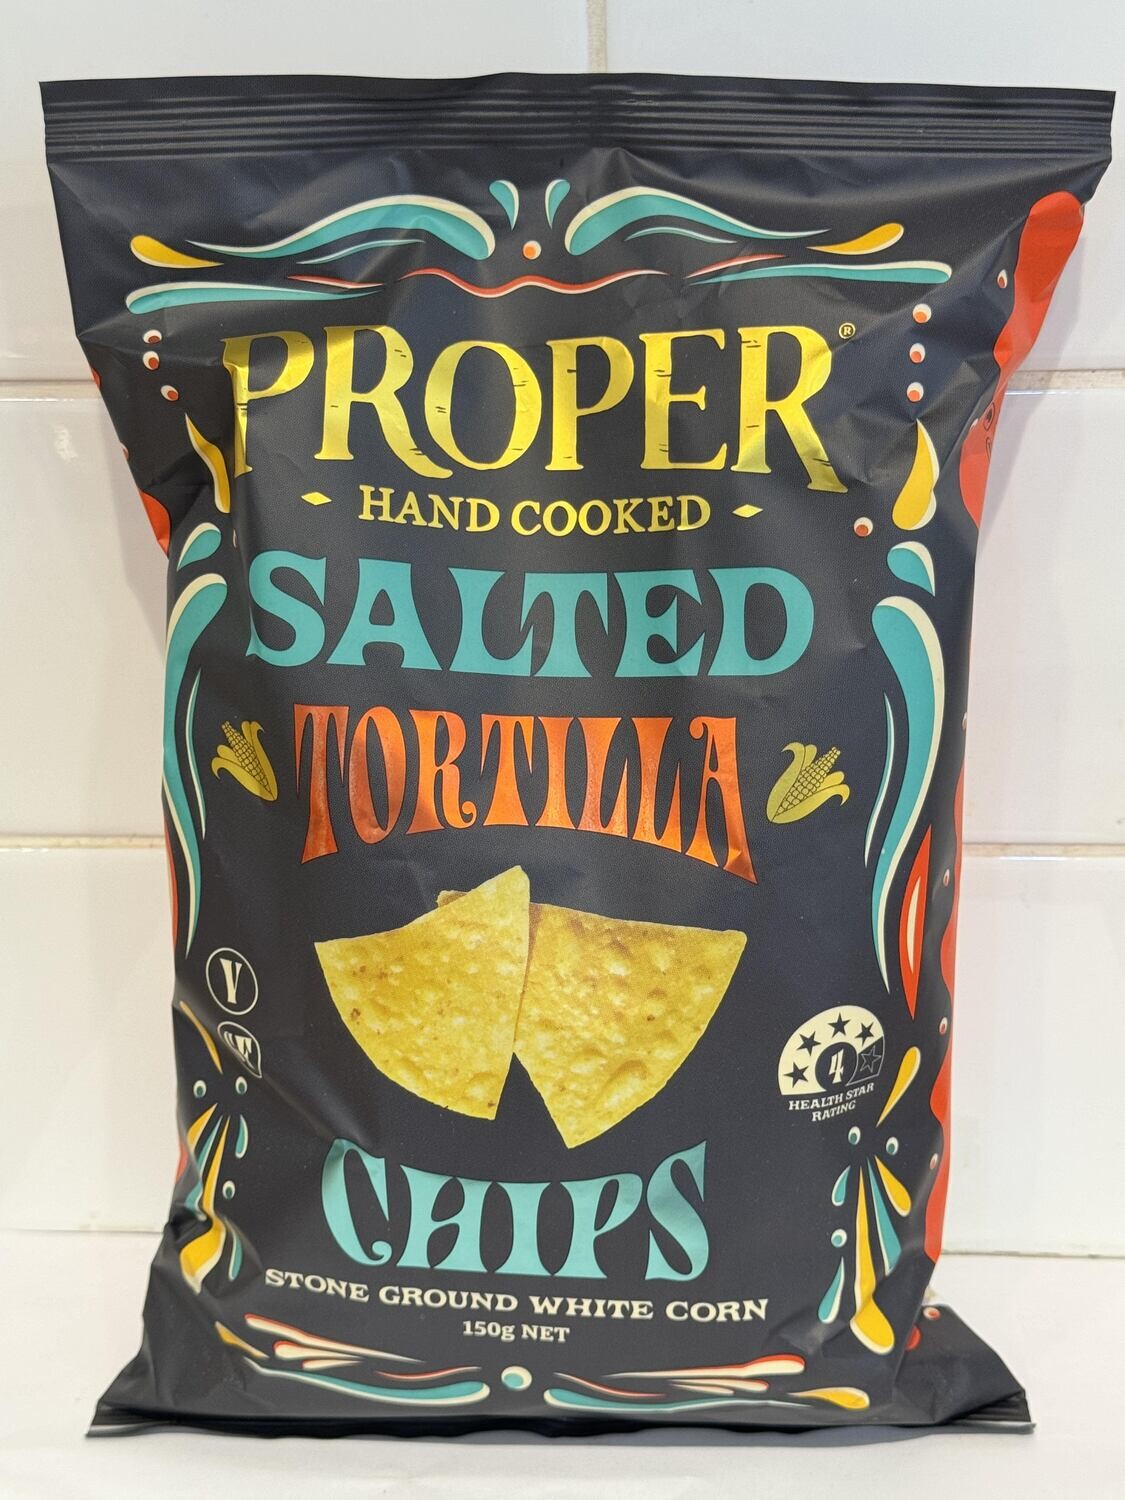 PROPER®
HAND COOKED
SALTED
TORTILLA
V
4
HEALTH STAR
RATING
CHIPS
STONE GROUND WHITE CORN
150g NET